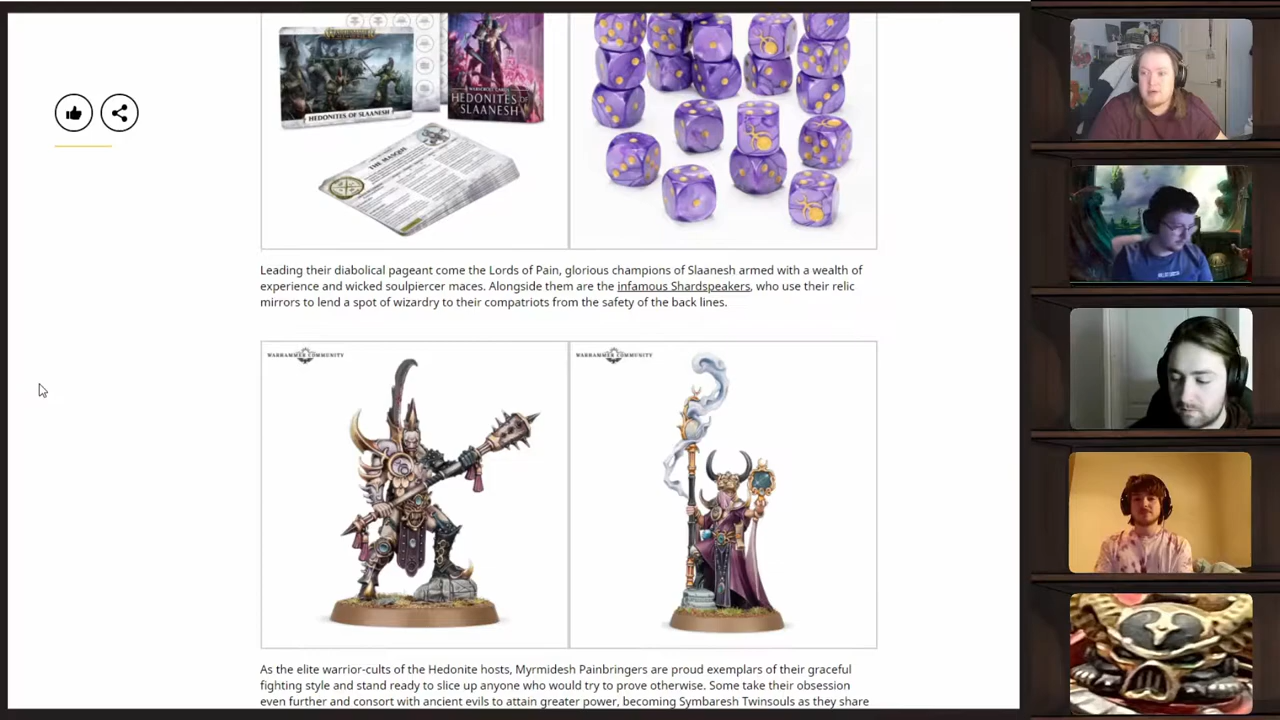 HEDONITES OF SLAANESH
WARSCROLL CARDS
HEDONITES OF
SLAANESH
THE MASQUE
Leading their diabolical pageant come the Lords of Pain, glorious champions of Slaanesh armed with a wealth of
experience and wicked soulpiercer maces. Alongside them are the infamous Shardspeakers, who use their relic
mirrors to lend a spot of wizardry to their compatriots from the safety of the back lines.
WARHAMMER COMMUNITY
WARHAMMER COMMUNITY
As the elite warrior-cults of the Hedonite hosts, Myrmidesh Painbringers are proud exemplars of their graceful
fighting style and stand ready to slice up anyone who would try to prove otherwise. Some take their obsession
even further and consort with ancient evils to attain greater power, becoming Symbaresh Twinsouls as they share